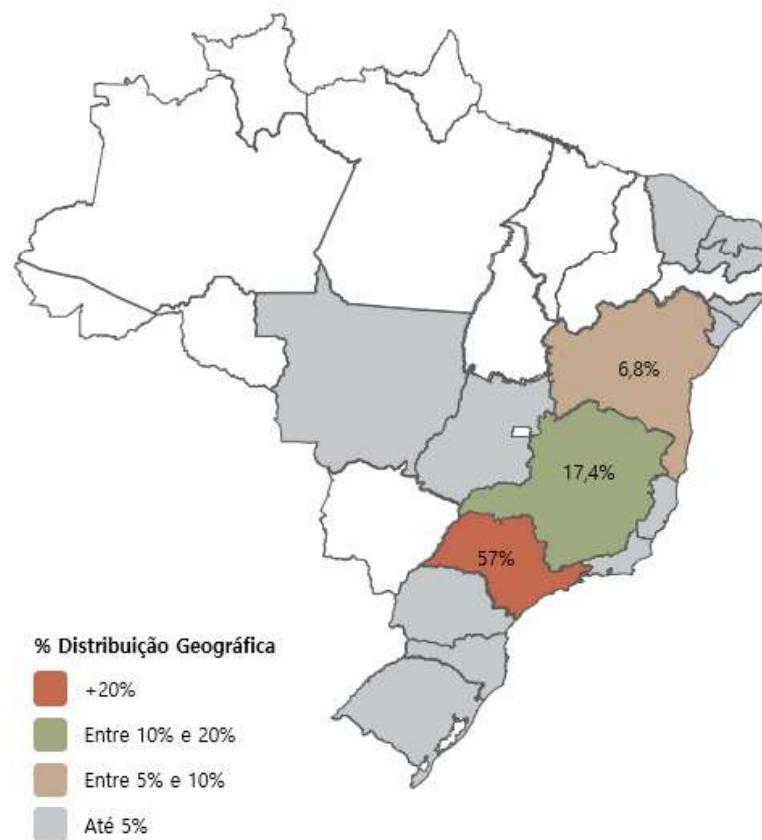 6,8%
17,4%
57%
% Distribuição Geográfica
+20%
Entre 10% e 20%
Entre 5% e 10%
Até 5%